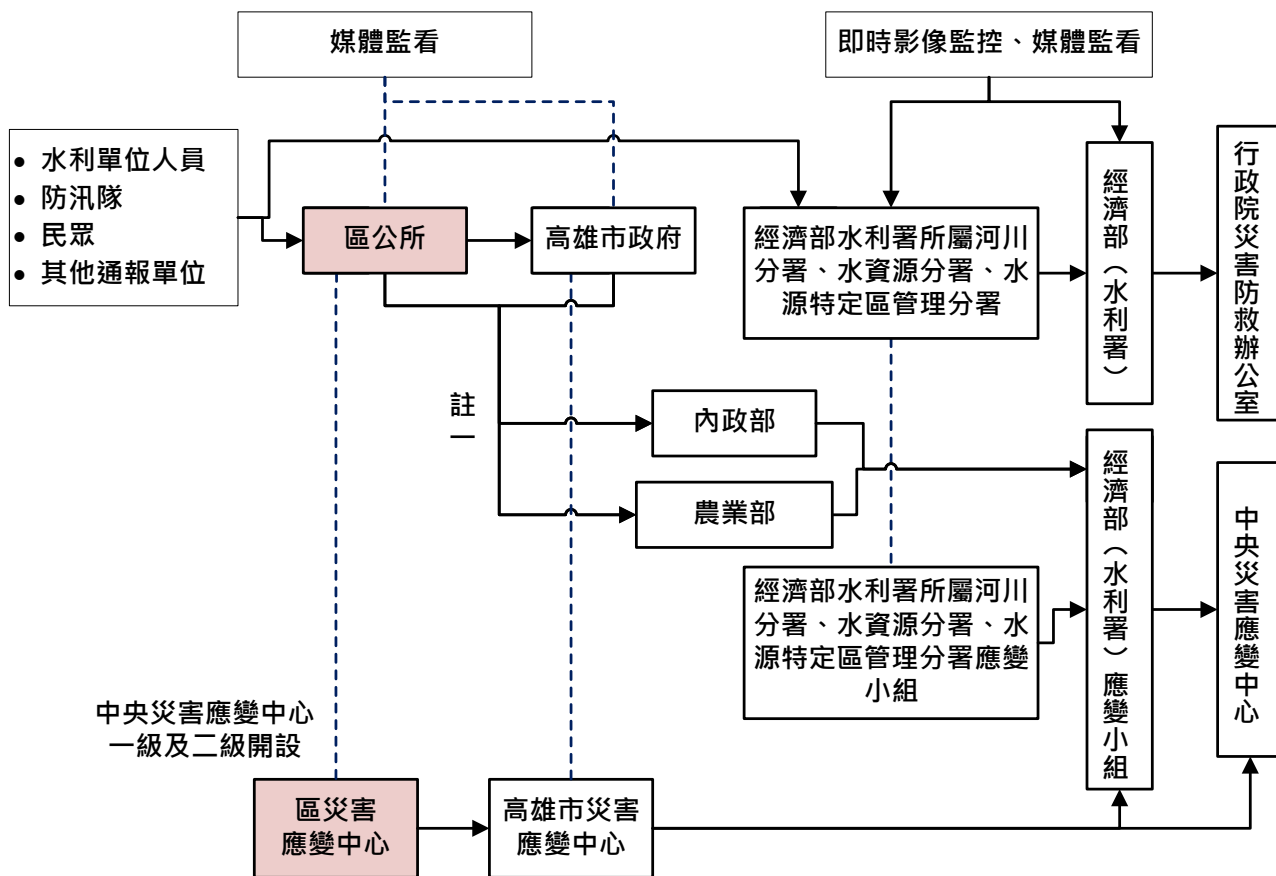 媒體監看
即時影像監控、媒體監看
• 水利單位人員
• 防汛隊
• 民眾
• 其他通報單位
區公所
高雄市政府
經濟部水利署所屬河川
分署、水資源分署、水
源特定區管理分署
經濟部（水利署）
行政院災害防救辦公室
註一
內政部
農業部
經濟部水利署所屬河川
分署、水資源分署、水
源特定區管理分署應變
小組
經濟部（水利署）應變小組
中央災害應變中心
中央災害應變中心
一級及二級開設
區災害
應變中心
高雄市災害
應變中心